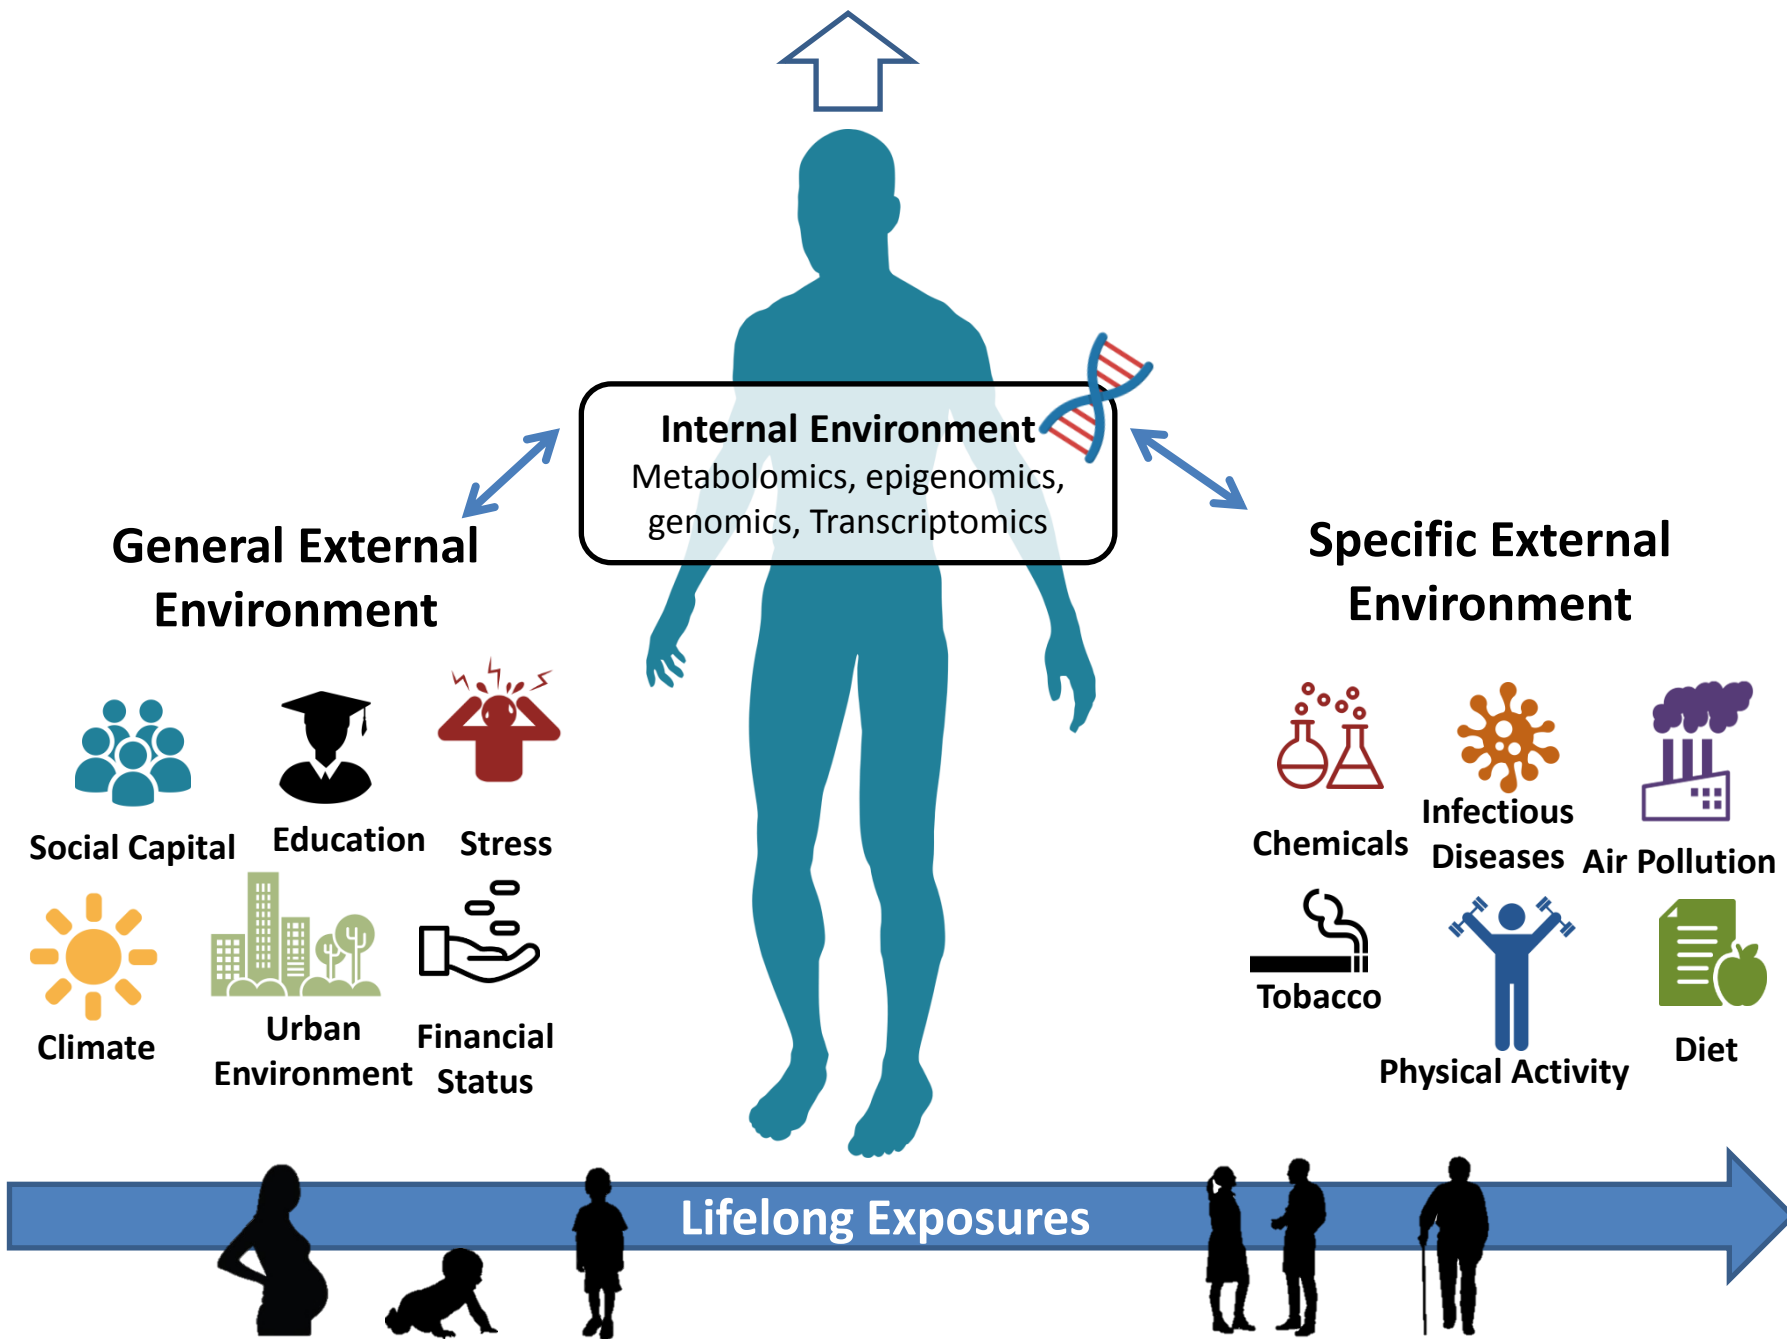 Internal Environment
Metabolomics, epigenomics,
genomics, Transcriptomics
General External
Environment
Social Capital
Education
Stress
Climate
Urban
Environment
Financial
Status
Specific External
Environment
Chemicals
Infectious
Diseases
Air Pollution
Tobacco
Physical Activity
Diet
Lifelong Exposures